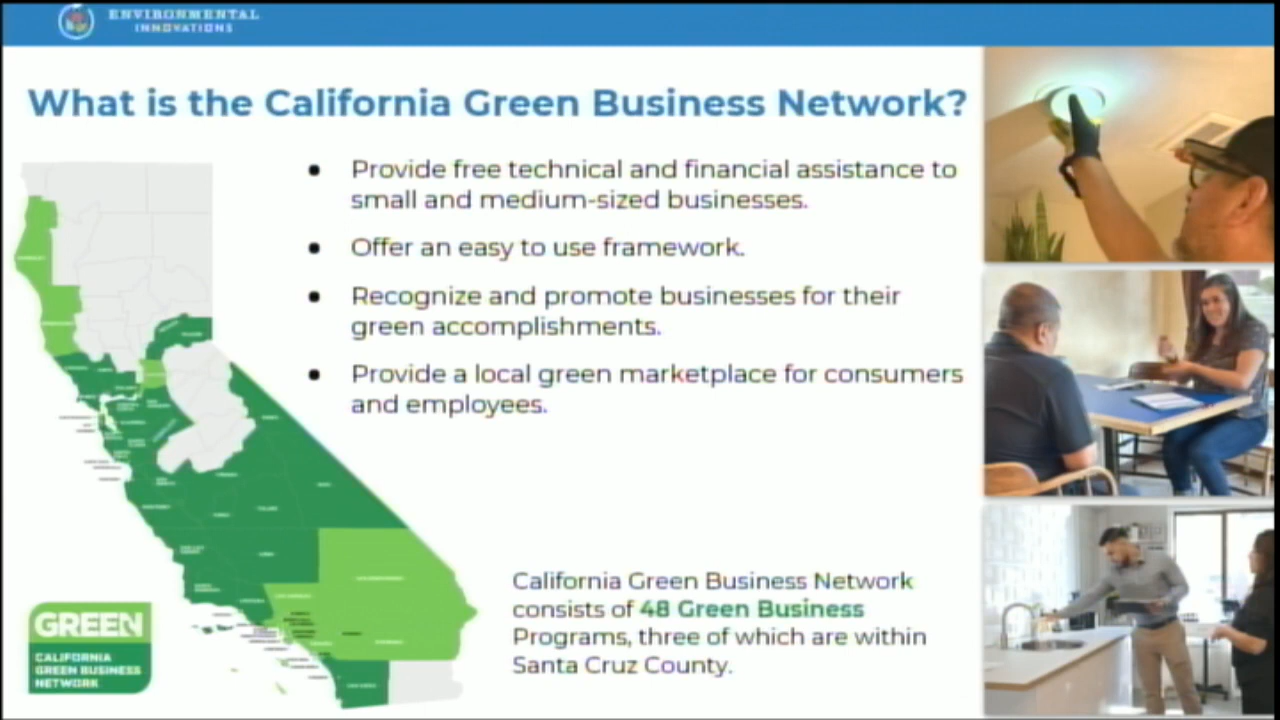 ENVIRONMENTAL
INNOVATIONS
What is the California Green Business Network?
● Provide free technical and financial assistance to
small and medium-sized businesses.
● Offer an easy to use framework.
● Recognize and promote businesses for their
green accomplishments.
● Provide a local green marketplace for consumers
and employees.
California Green Business Network
consists of 48 Green Business
Programs, three of which are within
Santa Cruz County.
GREEN
CALIFORNIA
GREEN BUSINESS
NETWORK